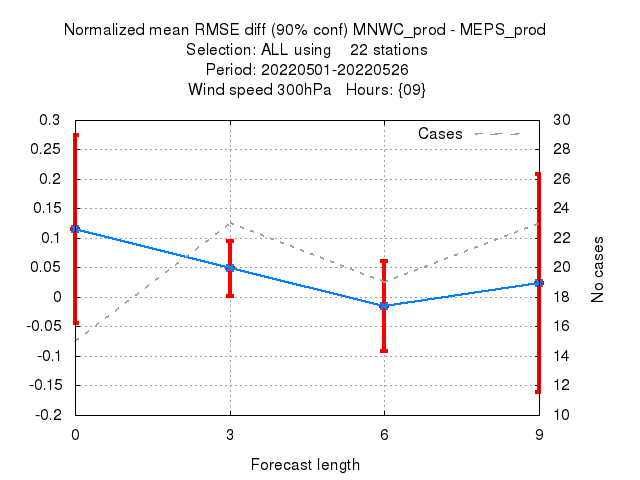 Normalized mean RMSE diff (90% conf) MNWC_prod - MEPS_prod
Selection: ALL using 22 stations
Period: 20220501-20220526
Wind speed 300hPa Hours: {09}
0.3 30
Cases
0.25 28
0.2 26
0.15 24
0.1 22
0.05 20
0 18
-0.05 16
-0.1 14
-0.15 12
-0.2 10
No cases
0 3 6 9
Forecast length